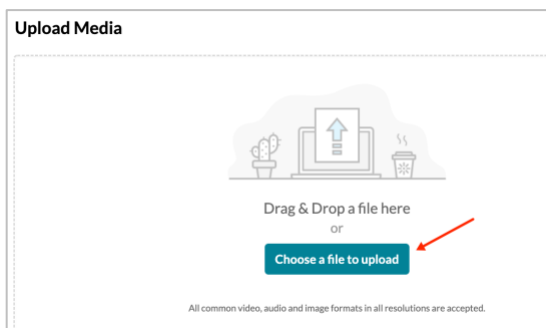 Upload Media
Drag & Drop a file here
or
Choose a file to upload
All common video, audio and image formats in all resolutions are accepted.